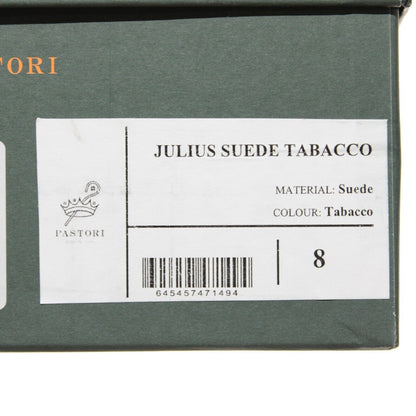 TORI
JULIUS SUEDE TABACCO
MATERIAL: Suede
COLOUR: Tabacco
PASTORI
8
645457471494